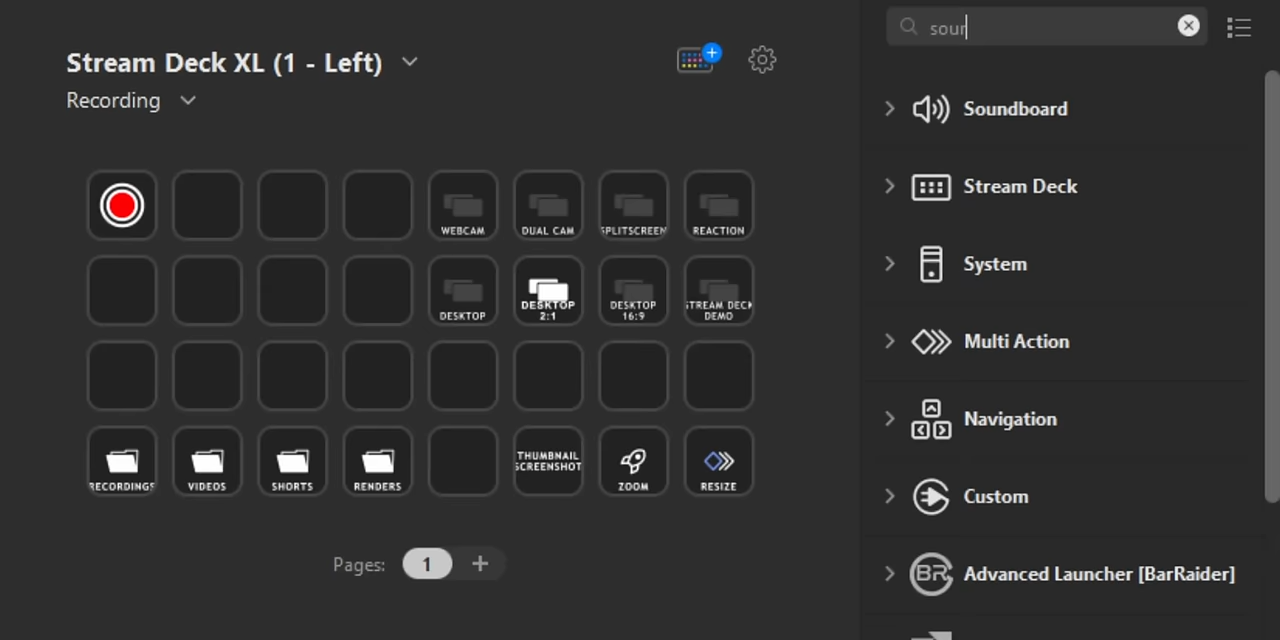 Stream Deck XL (1 - Left)
Recording
WEBCAM
DUAL CAM
SPLITSCREEN
REACTION
DESKTOP
DESKTOP
2:1
DESKTOP
16:9
STREAM DECK
DEMO
RECORDINGS
VIDEOS
SHORTS
RENDERS
THUMBNAIL
SCREENSHOT
ZOOM
RESIZE
Pages:
1
+
sour
Soundboard
Stream Deck
System
Multi Action
Navigation
Custom
BR
Advanced Launcher [BarRaider]